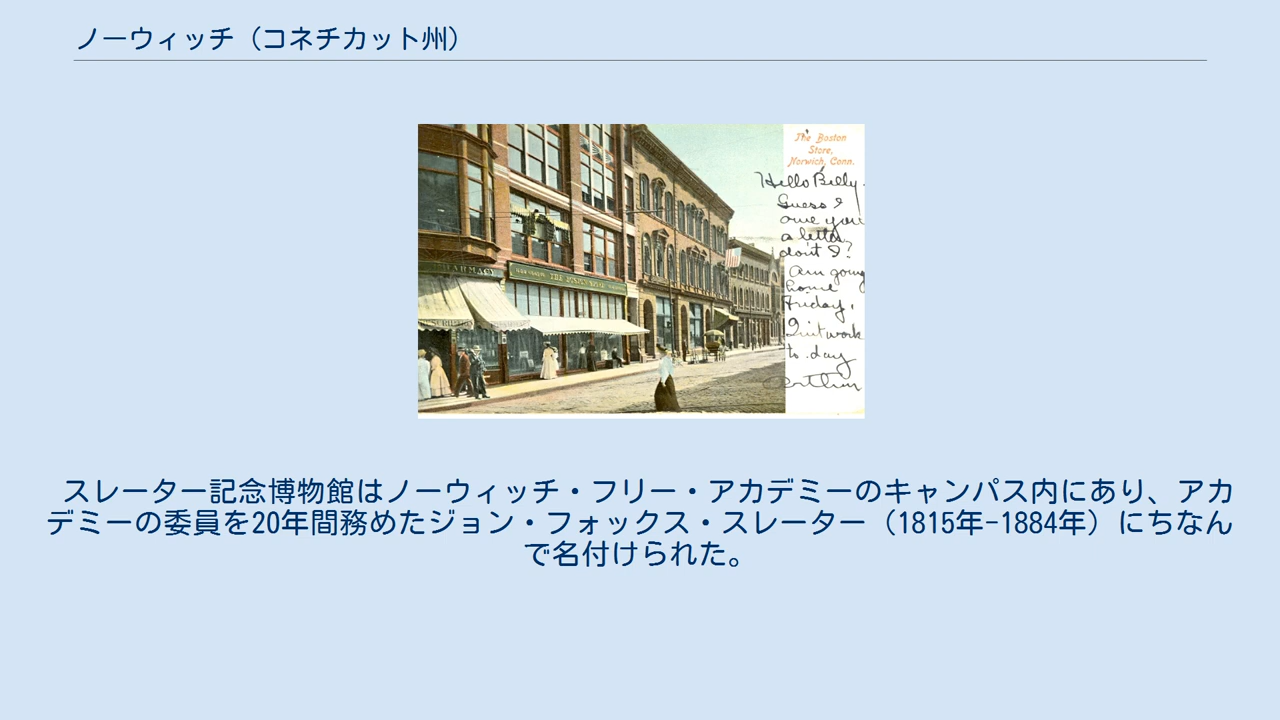 ノーウィッチ（コネチカット州）
The Boston
Store,
Norwich, Conn.
Hello Billy.
Guess I
owe you
a letter
don't I?
Am going
home
Friday.
Quit work
to-day
Arthur
PHARMACY
THE BOSTON STORE
スレーター記念博物館はノーウィッチ・フリー・アカデミーのキャンパス内にあり、アカ
デミーの委員を20年間務めたジョン・フォックス・スレーター（1815年-1884年）にちなん
で名付けられた。